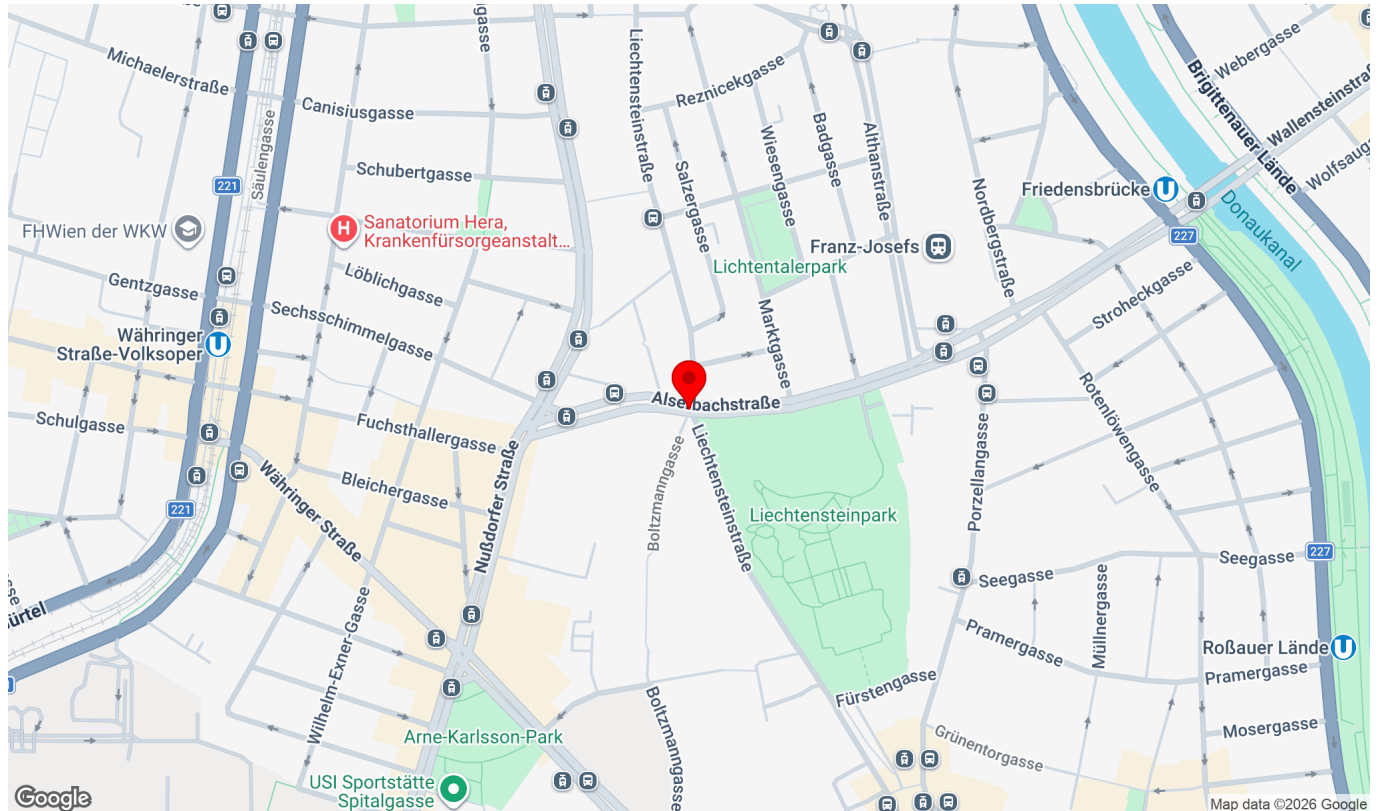 Michaelerstraße
Canisiusgasse
Säulengasse
221
Schubertgasse
FHWien der WKW
H
Sanatorium Hera,
Krankenfürsorgeanstalt...
Löblichgasse
Gentzgasse
Sechsschimmelgasse
Währinger
Straße-Volksoper
U
Schulgasse
Fuchsthallergasse
Bleichergasse
Währinger Straße
221
Nußdorfer Straße
Wilhelm-Exner-Gasse
Arne-Karlsson-Park
USI Sportstätte
Spitalgasse
Liechtensteinstraße
Reznicekgasse
Salzergasse
Wiesengasse
Badgasse
Althanstraße
Lichtentalerpark
Franz-Josefs
Marktgasse
Nordbergstraße
Friedensbrücke
U
227
Donaukanal
Brigittenauer Lände
Webergasse
Wallensteinstraß
Wolfsaug
Stroheckgasse
Rotenlöwengasse
Alserbachstraße
Liechtensteinstraße
Boltzmanngasse
Liechtensteinpark
Porzellangasse
Seegasse
Seegasse
227
Müllnergasse
Pramergasse
Roßauer Lände
U
Pramergasse
Fürstengasse
Mosergasse
Grünentorgasse
Boltzmanngasse
Google
Map data ©2026 Google